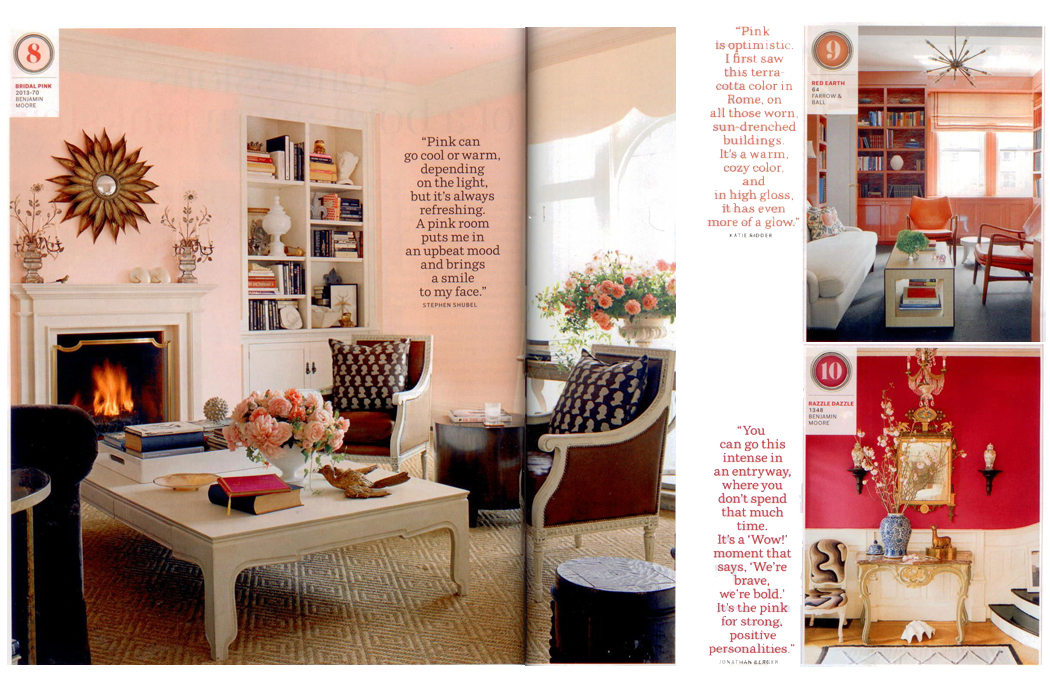 8
BRIDAL PINK
2013-70
BENJAMIN
MOORE
“Pink can
go cool or warm,
depending
on the light,
but it’s always
refreshing.
A pink room
puts me in
an upbeat mood
and brings
a smile
to my face.”
STEPHEN SHUBEL
“Pink
is optimistic.
I first saw
this terra-
cotta color in
Rome, on
all those worn,
sun-drenched
buildings.
It’s a warm,
cozy color,
and
in high gloss,
it has even
more of a glow.”
KATIE RIDDER
9
RED EARTH
64
FARROW &
BALL
“You
can go this
intense in
an entryway,
where you
don’t spend
that much
time.
It’s a ‘Wow!’
moment that
says, ‘We’re
brave,
we’re bold.’
It’s the pink
for strong,
positive
personalities.”
JONATHAN BERGER
10
RAZZLE DAZZLE
1348
BENJAMIN
MOORE